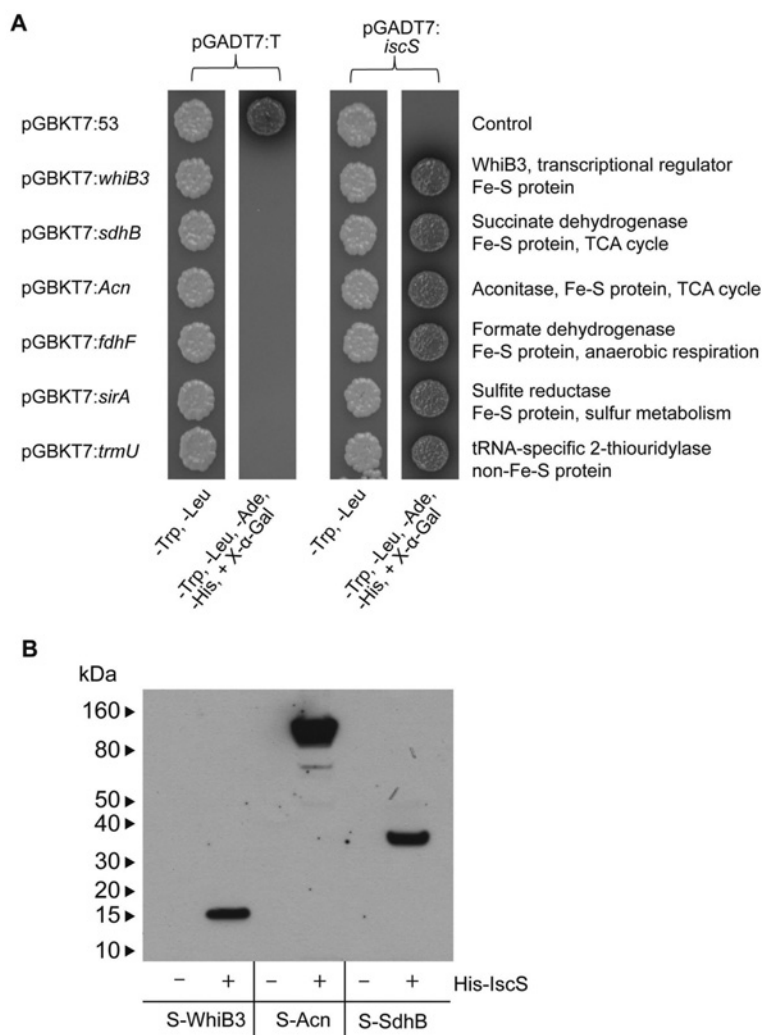 A
pGADT7:T
pGADT7:
iscS
pGBKT7:53
Control
pGBKT7:whiB3
WhiB3, transcriptional regulator
Fe-S protein
pGBKT7:sdhB
Succinate dehydrogenase
Fe-S protein, TCA cycle
pGBKT7:Acn
Aconitase, Fe-S protein, TCA cycle
pGBKT7:fdhF
Formate dehydrogenase
Fe-S protein, anaerobic respiration
pGBKT7:sirA
Sulfite reductase
Fe-S protein, sulfur metabolism
pGBKT7:trmU
tRNA-specific 2-thiouridylase
non-Fe-S protein
-Trp, -Leu
-Trp, -Leu, -Ade,
-His, + X-α-Gal
-Trp, -Leu
-Trp, -Leu, -Ade,
-His, + X-α-Gal
B
kDa
160
80
50
40
30
20
15
10
– + – + – + His-IscS
S-WhiB3 S-Acn S-SdhB